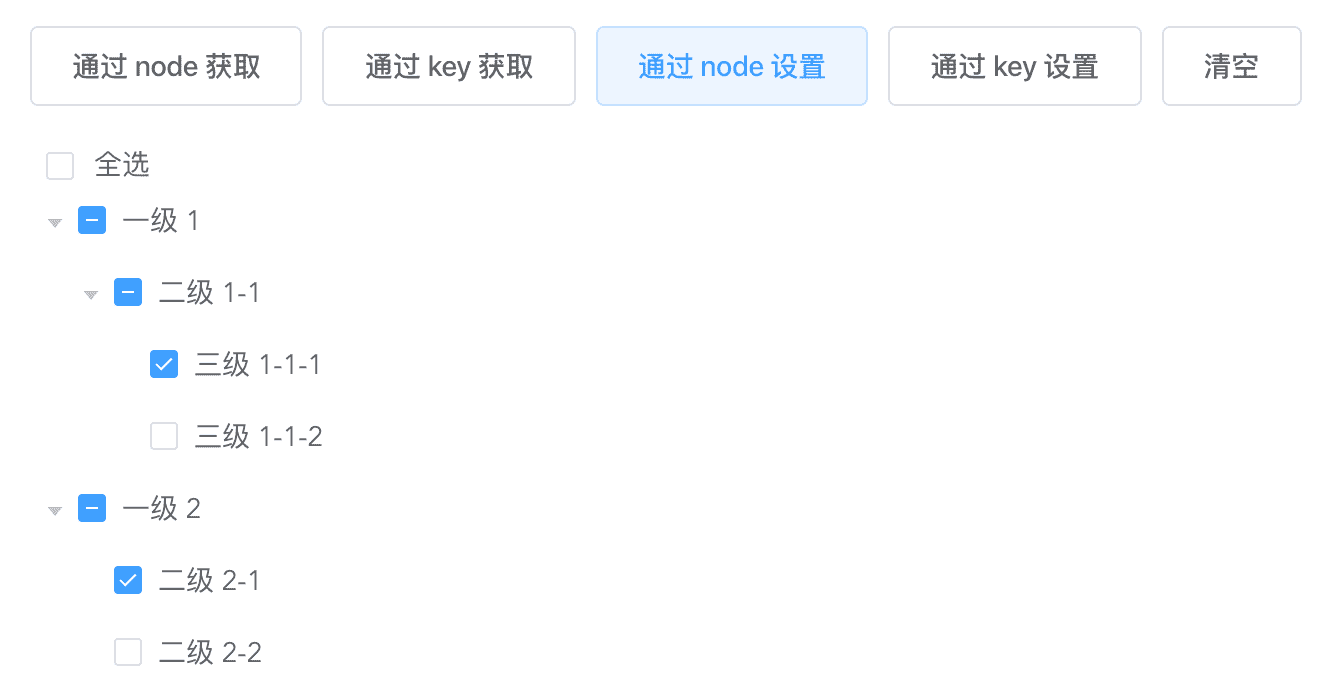 通过 node 获取 通过 key 获取 通过 node 设置 通过 key 设置 清空
全选
一级 1
二级 1-1
三级 1-1-1
三级 1-1-2
一级 2
二级 2-1
二级 2-2